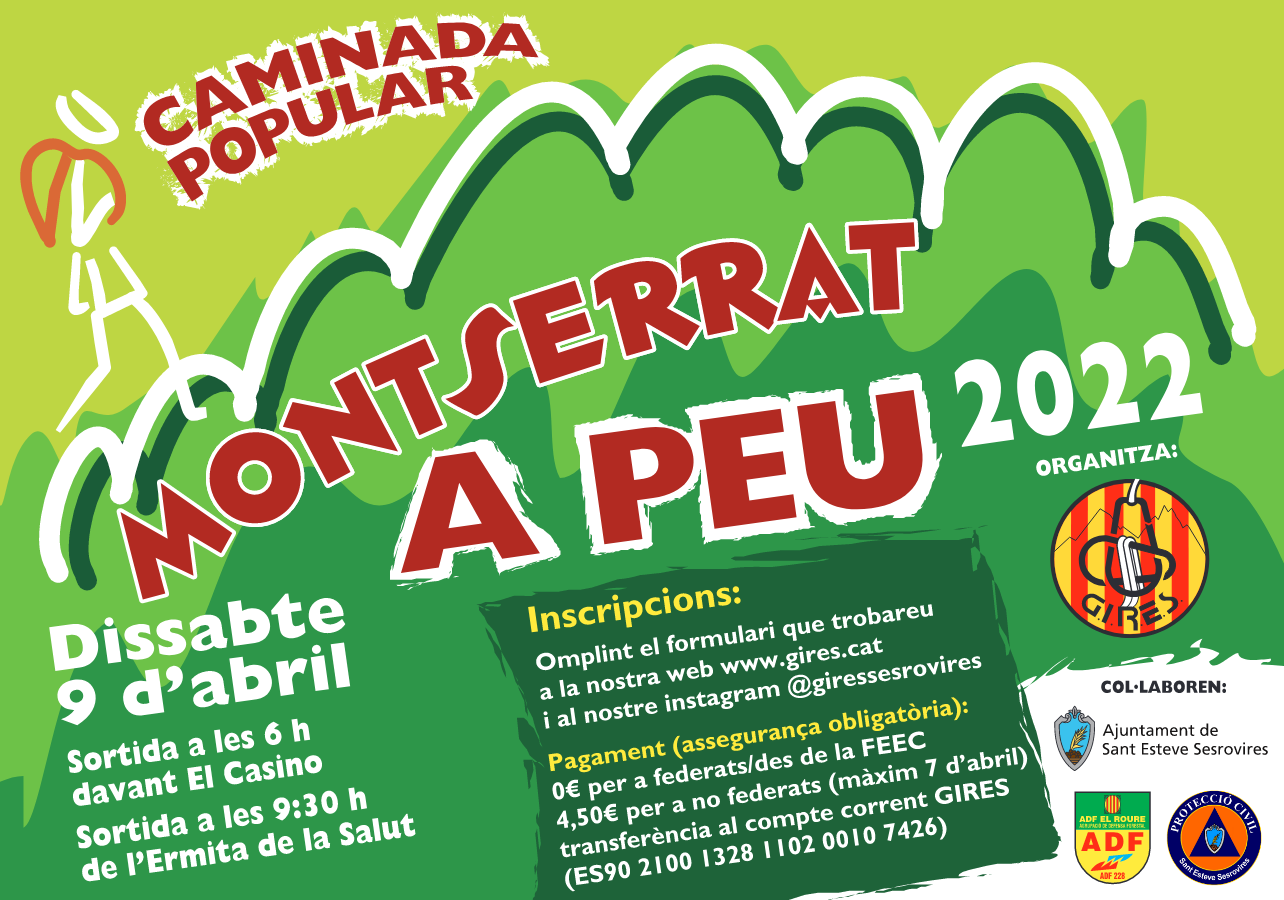 CAMINADA
POPULAR
MONTSERRAT
A PEU
2022
ORGANITZA:
G.I.R.E.S.
Dissabte
9 d'abril
Sortida a les 6 h
davant El Casino
Sortida a les 9:30 h
de l'Ermita de la Salut
Inscripcions:
Omplint el formulari que trobareu
a la nostra web www.gires.cat
i al nostre instagram @giressesrovires
Pagament (assegurança obligatòria):
0€ per a federats/des de la FEEC
4,50€ per a no federats (màxim 7 d'abril)
transferència al compte corrent GIRES
(ES90 2100 1328 1102 0010 7426)
COL·LABOREN:
Ajuntament de
Sant Esteve Sesrovires
ADF EL ROURE
AGRUPACIÓ DE DEFENSA FORESTAL
ADF
ADF 228
PROTECCIÓ CIVIL
Sant Esteve Sesrovires